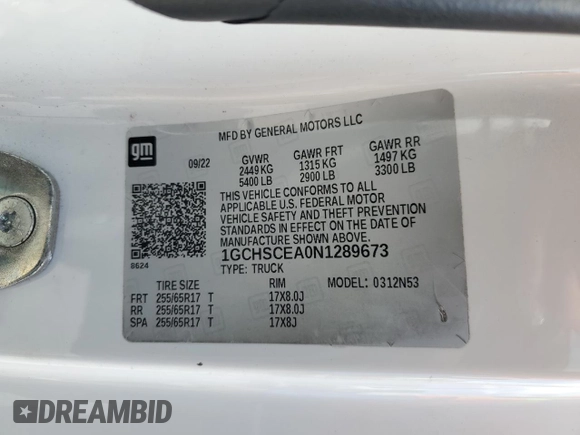 MFD BY GENERAL MOTORS LLC
gm
09/22 GVWR GAWR FRT GAWR RR
2449 KG 1315 KG 1497 KG
5400 LB 2900 LB 3300 LB
THIS VEHICLE CONFORMS TO ALL
APPLICABLE U.S. FEDERAL MOTOR
VEHICLE SAFETY AND THEFT PREVENTION
STANDARDS IN EFFECT ON THE DATE OF
MANUFACTURE SHOWN ABOVE.
1GCHSCEA0N1289673
8624 TYPE: TRUCK
TIRE SIZE RIM MODEL: 0312N53
FRT 255/65R17 T 17X8.0J
RR 255/65R17 T 17X8.0J
SPA 255/65R17 T 17X8J
DREAMBID